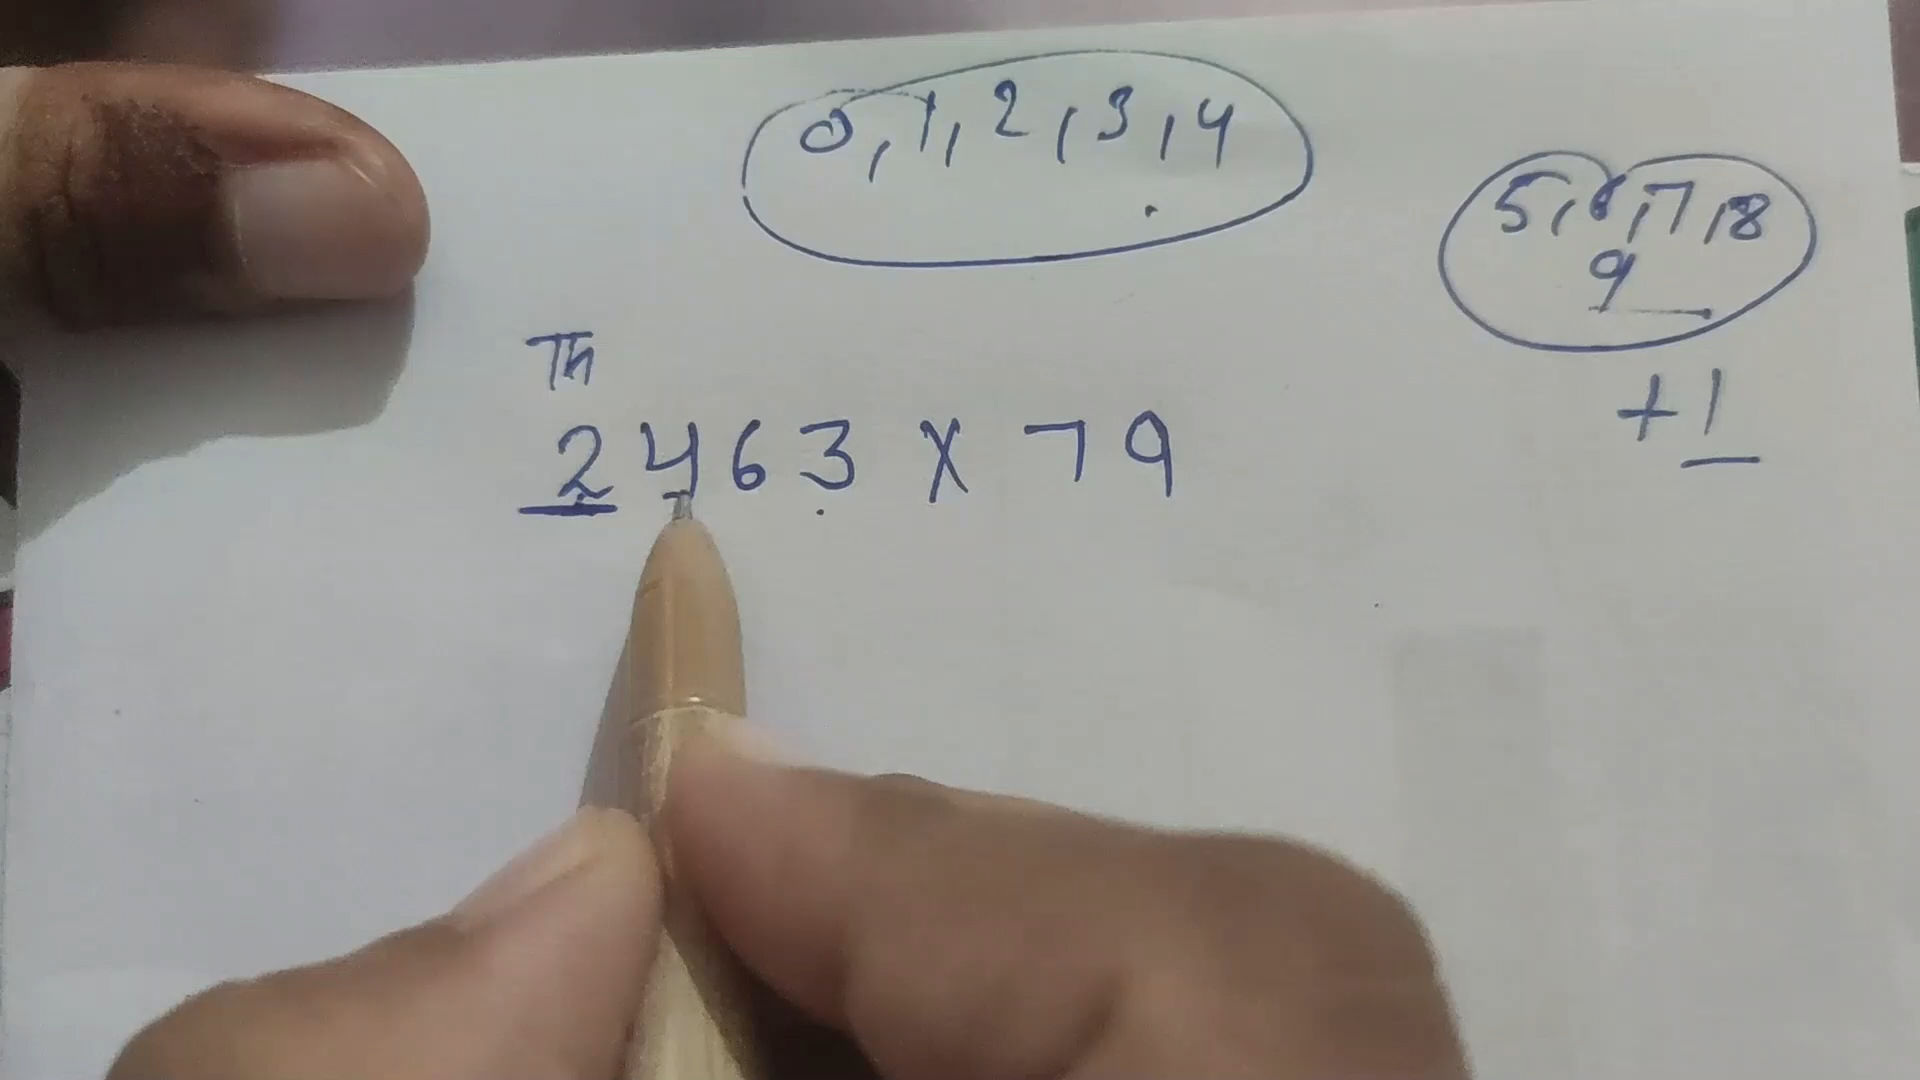 0, 1, 2, 3, 4
5, 6, 7, 8
9
+1
Th
2463 X 79